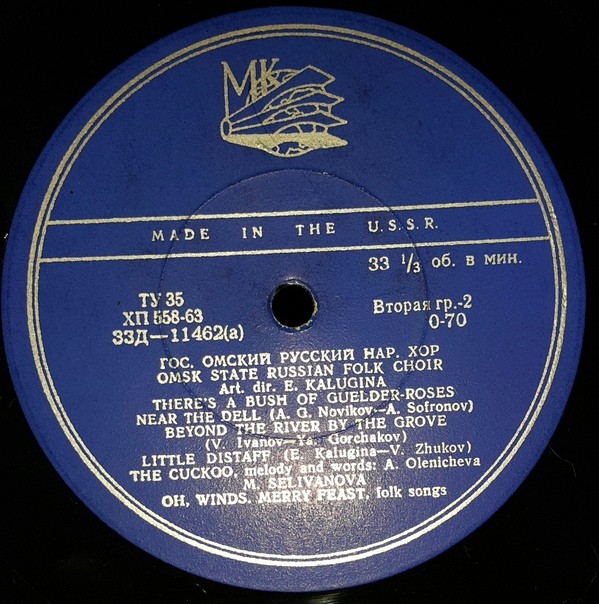 МК
MADE IN THE U.S.S.R.
33 1/3 об. в мин.
ТУ 35
ХП 558-63
33Д—11462(а)
Вторая гр.-2
0-70
ГОС. ОМСКИЙ РУССКИЙ НАР. ХОР
OMSK STATE RUSSIAN FOLK CHOIR
Art. dir. E. KALUGINA
THERE'S A BUSH OF GUELDER-ROSES
NEAR THE DELL (A. G. Novikov—A. Sofronov)
BEYOND THE RIVER BY THE GROVE
(V. Ivanov—Ya. Gorchakov)
LITTLE DISTAFF (E. Kalugina—V. Zhukov)
THE CUCKOO, melody and words: A. Olenicheva
M. SELIVANOVA
OH, WINDS. MERRY FEAST, folk songs